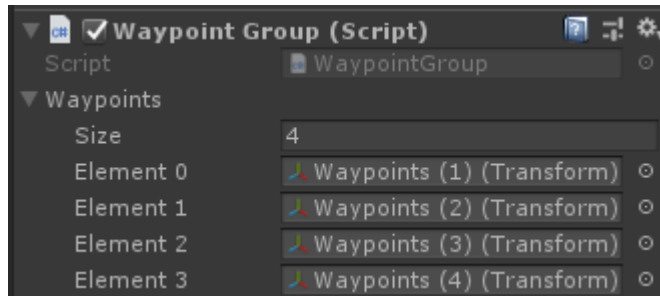 Waypoint Group (Script)
Script WaypointGroup
Waypoints
Size 4
Element 0 Waypoints (1) (Transform)
Element 1 Waypoints (2) (Transform)
Element 2 Waypoints (3) (Transform)
Element 3 Waypoints (4) (Transform)